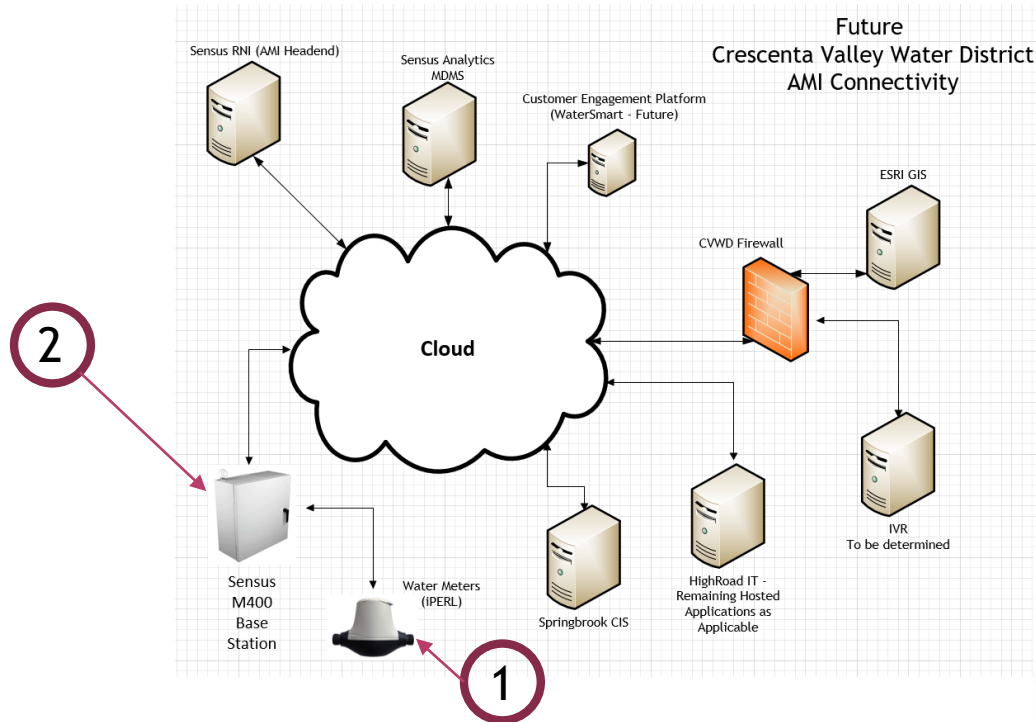 Future
Crescenta Valley Water District
AMI Connectivity
Sensus RNI (AMI Headend)
Sensus Analytics
MDMS
Customer Engagement Platform
(WaterSmart - Future)
ESRI GIS
CVWD Firewall
2
Cloud
Sensus
M400
Base
Station
Water Meters
(iPERL)
1
Springbrook CIS
HighRoad IT -
Remaining Hosted
Applications as
Applicable
IVR
To be determined